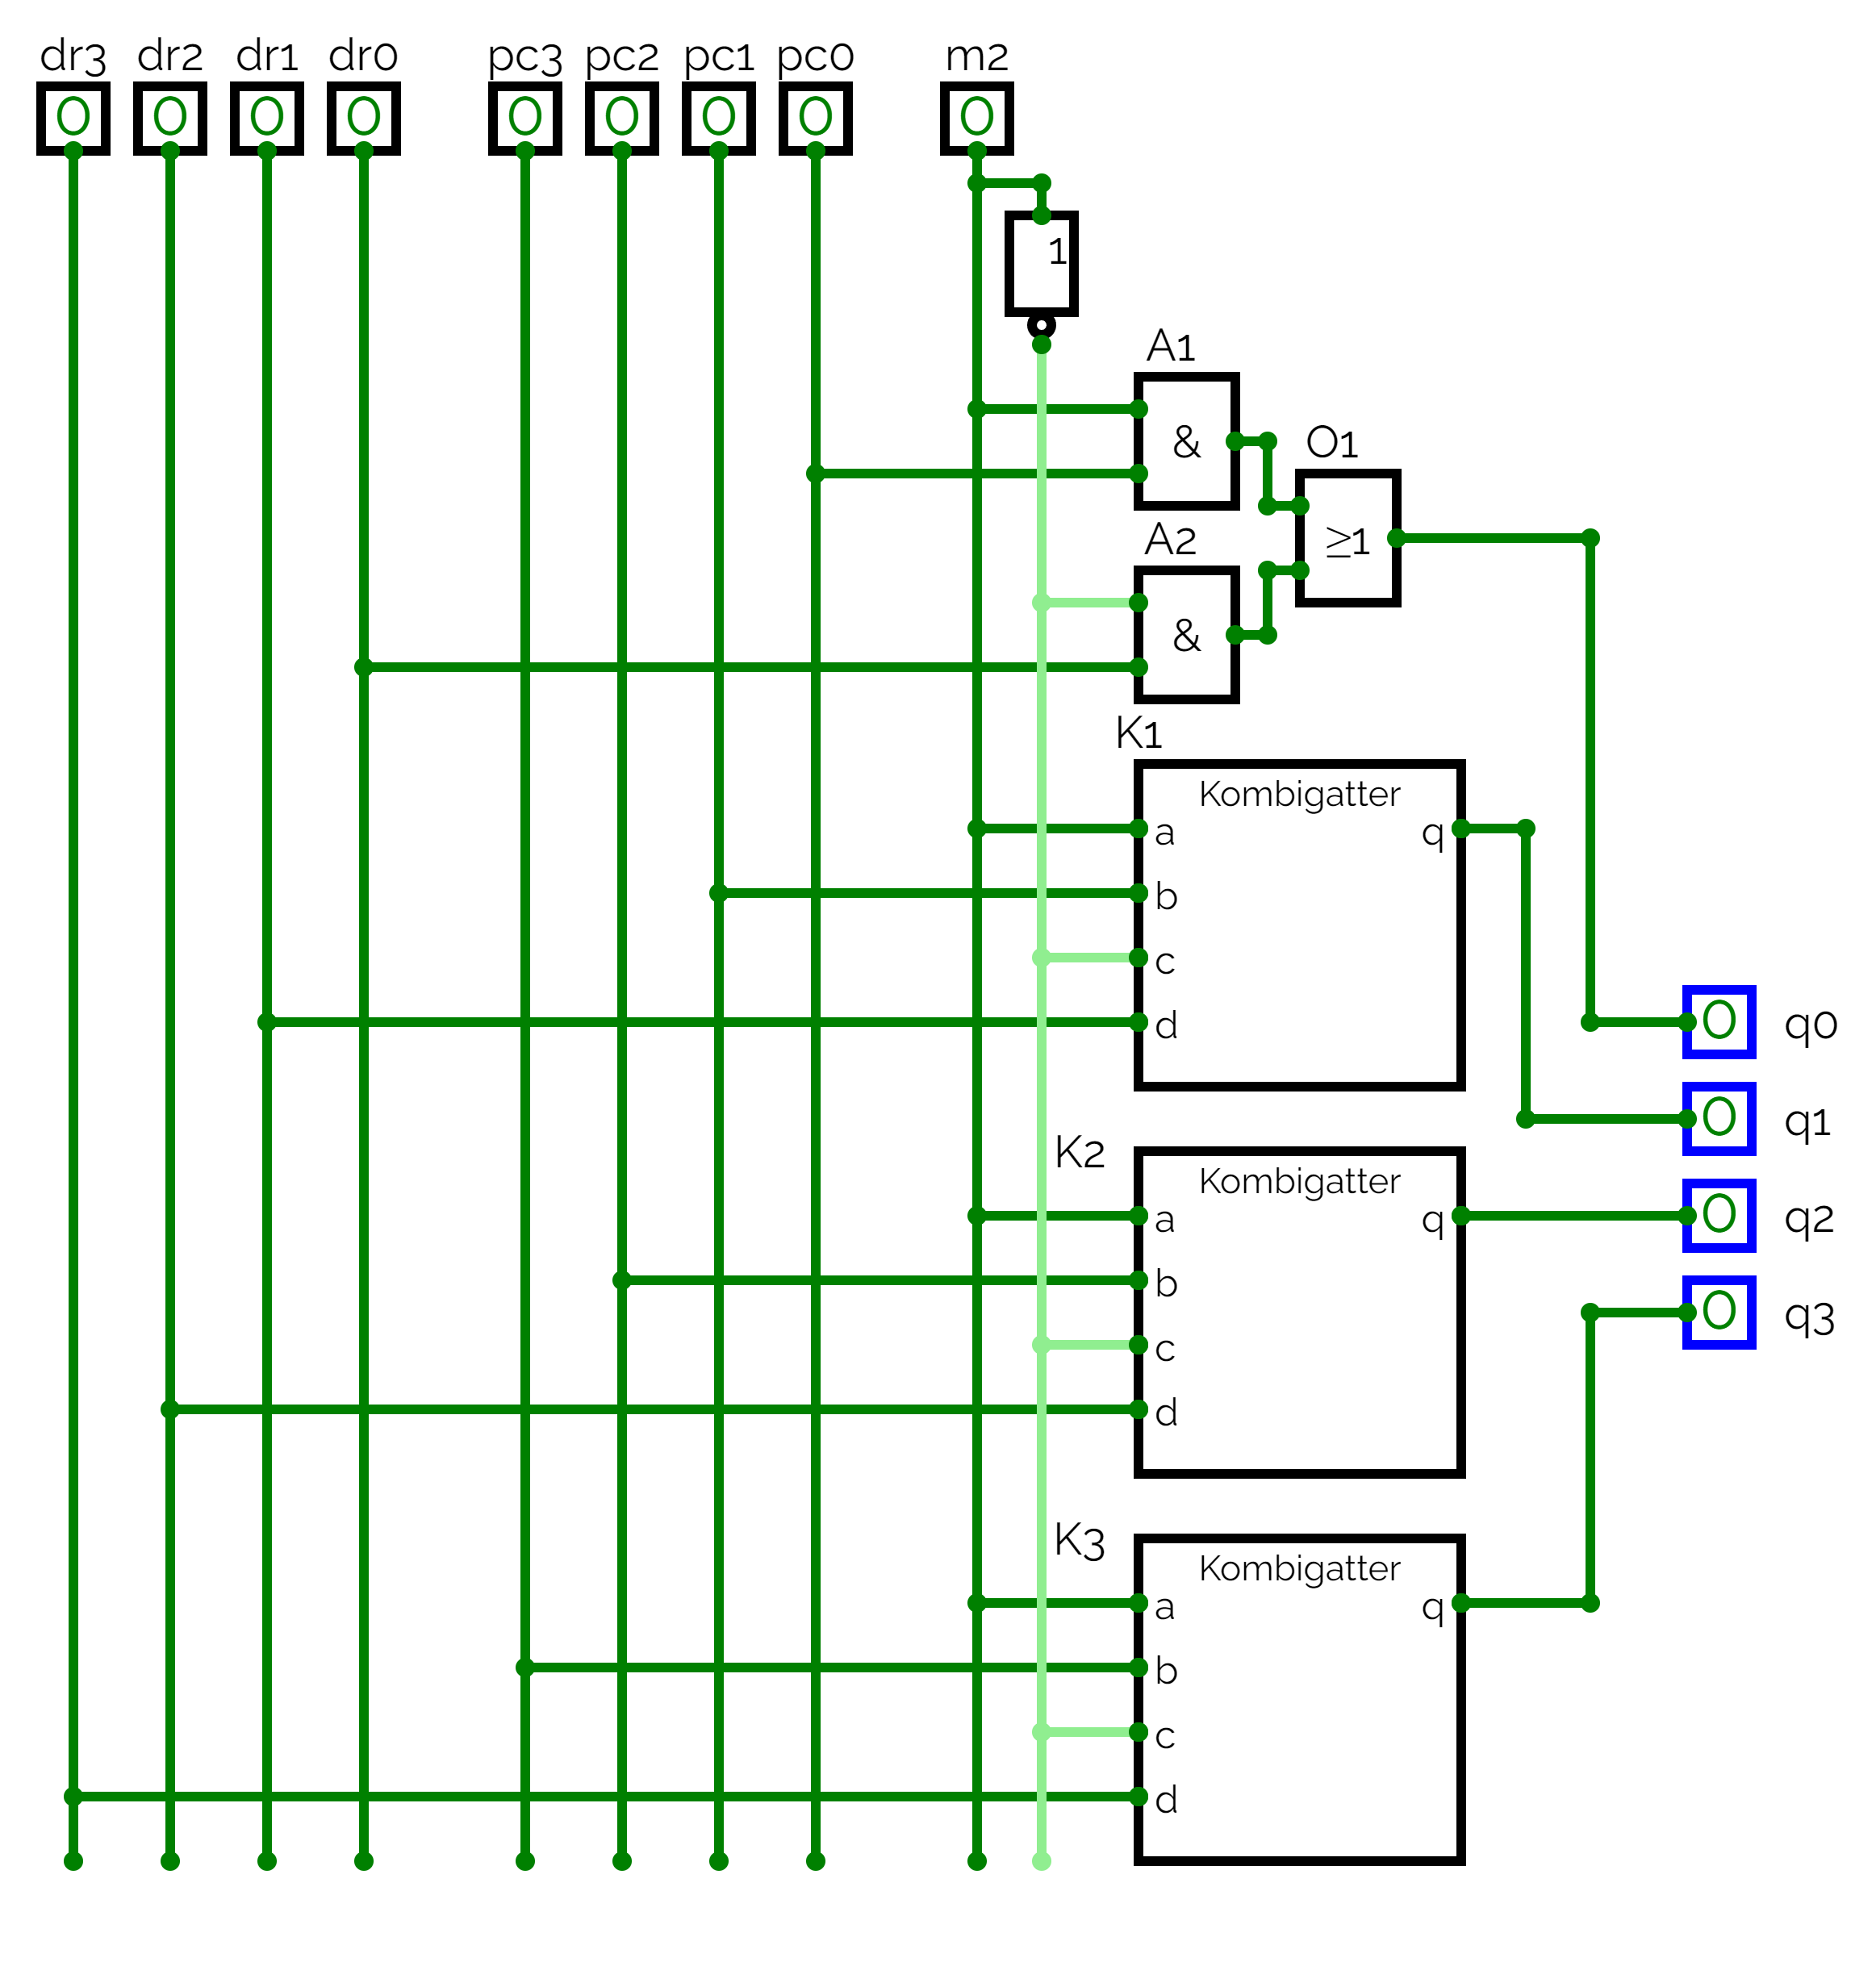 dr3 dr2 dr1 dr0 pc3 pc2 pc1 pc0 m2
0 0 0 0 0 0 0 0 0
1
A1
&
O1
≥1
A2
&
K1
Kombigatter
a q
b
c
d
q0
0
q1
0
K2
Kombigatter
a q
b
c
d
q2
0
q3
0
K3
Kombigatter
a q
b
c
d